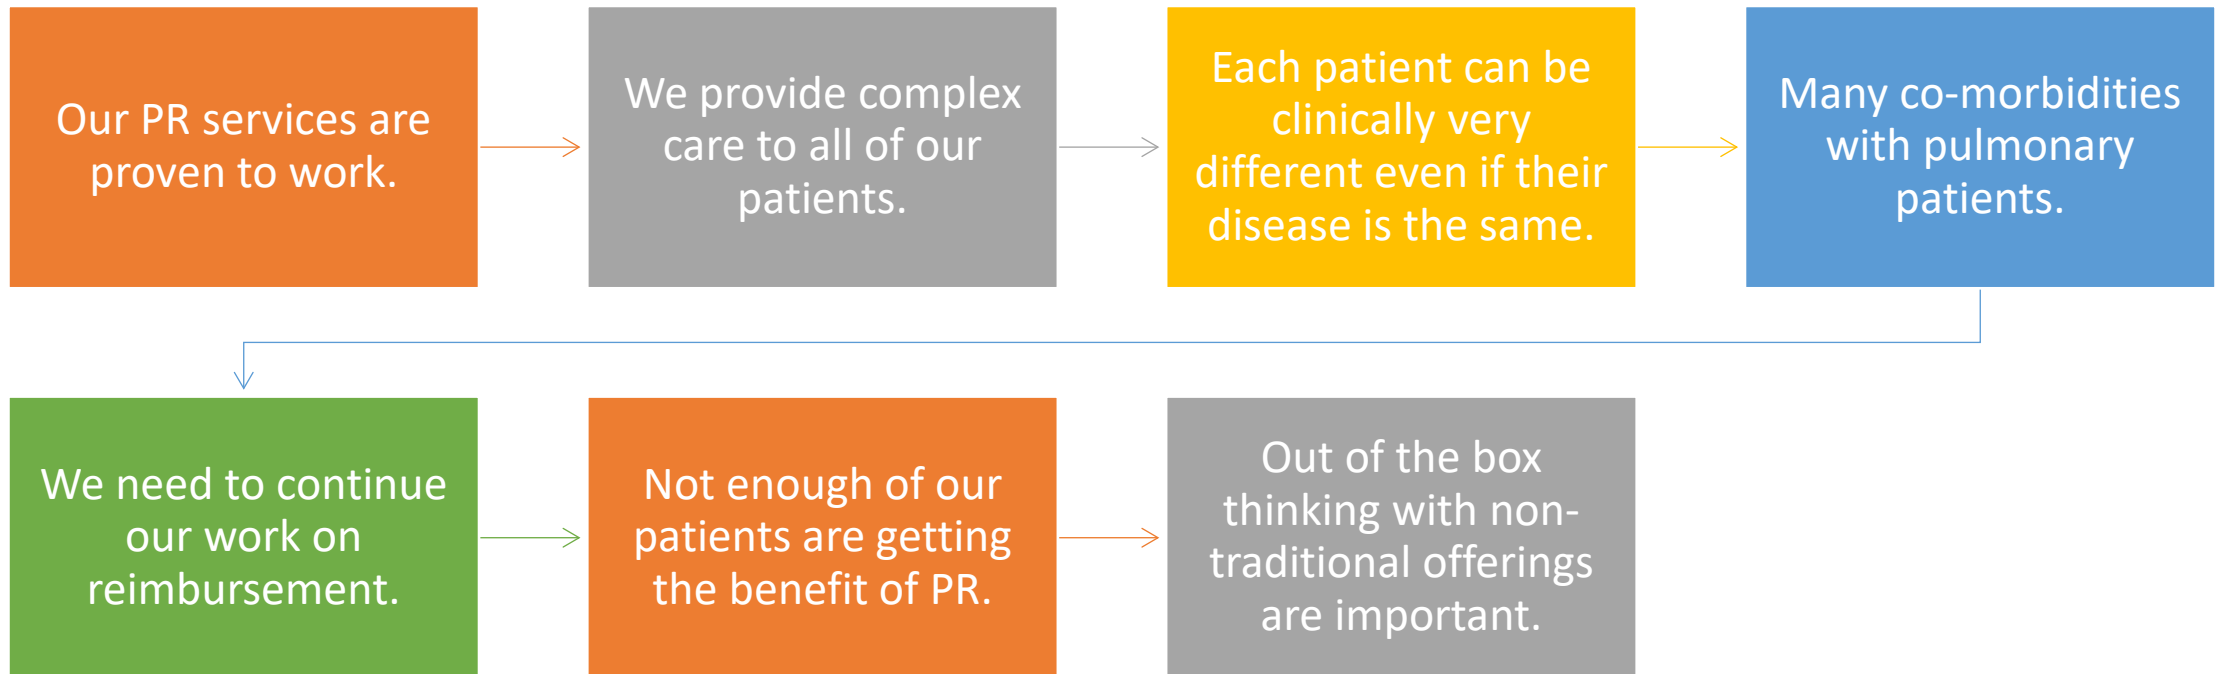 Our PR services are
proven to work.
We provide complex
care to all of our
patients.
Each patient can be
clinically very
different even if their
disease is the same.
Many co-morbidities
with pulmonary
patients.
We need to continue
our work on
reimbursement.
Not enough of our
patients are getting
the benefit of PR.
Out of the box
thinking with non-
traditional offerings
are important.